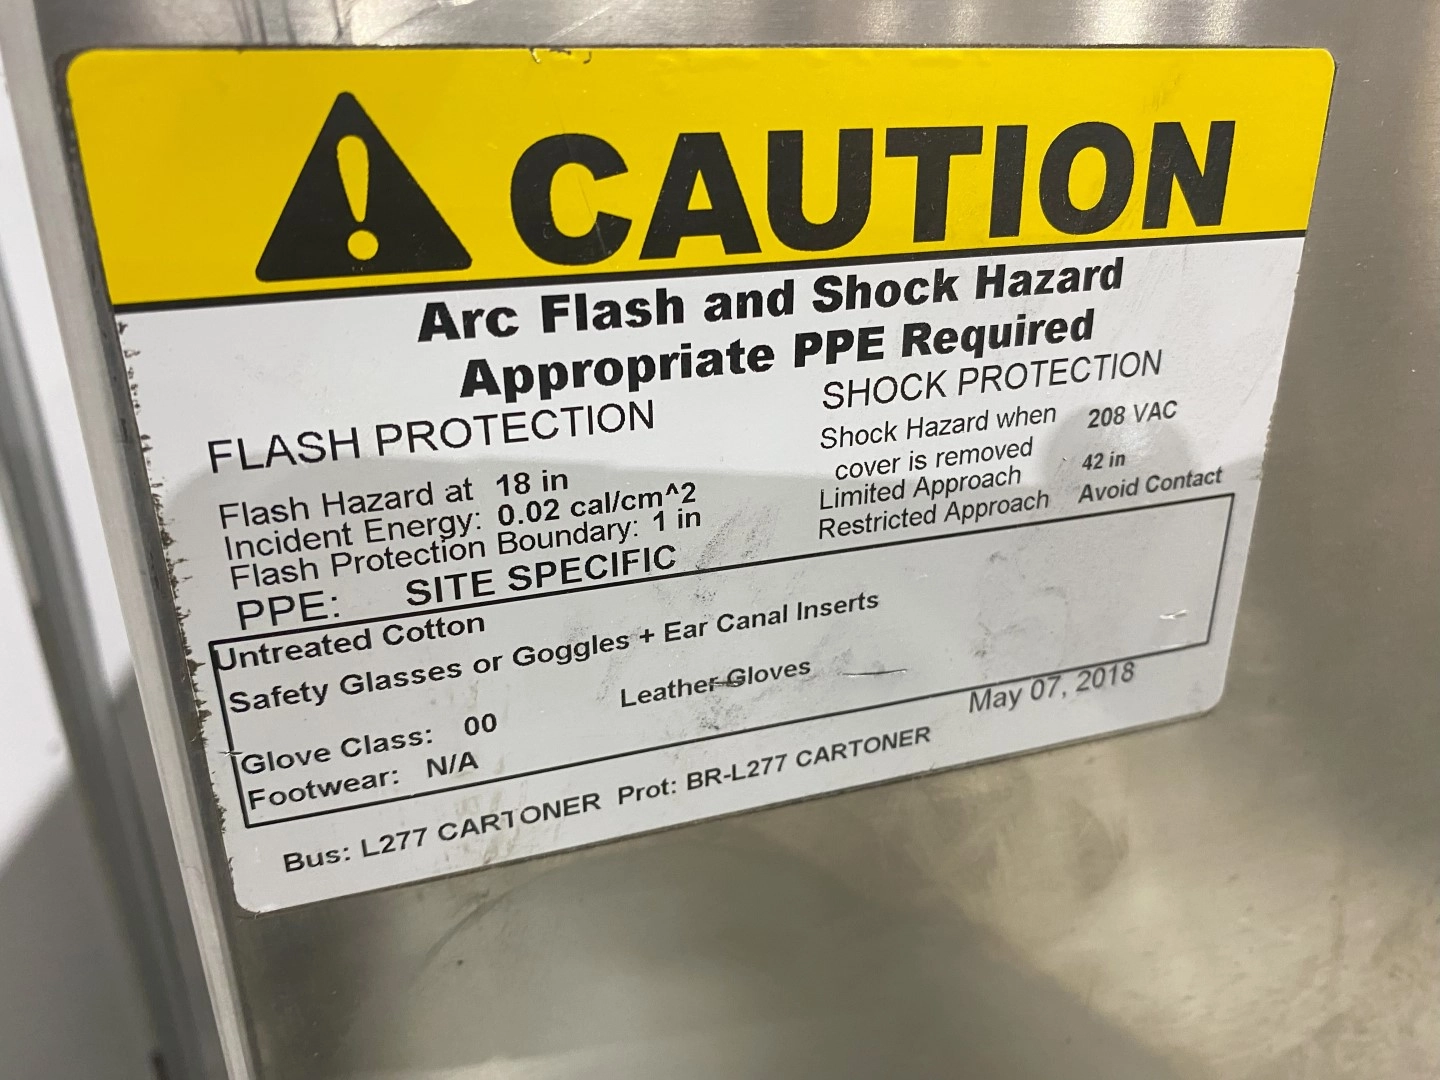 CAUTION
Arc Flash and Shock Hazard
Appropriate PPE Required
FLASH PROTECTION
Flash Hazard at 18 in
Incident Energy: 0.02 cal/cm^2
Flash Protection Boundary: 1 in
PPE: SITE SPECIFIC
SHOCK PROTECTION
Shock Hazard when 208 VAC
cover is removed
Limited Approach 42 in
Restricted Approach Avoid Contact
Untreated Cotton
Safety Glasses or Goggles + Ear Canal Inserts
Glove Class: 00 Leather Gloves
Footwear: N/A
May 07, 2018
Bus: L277 CARTONER Prot: BR-L277 CARTONER